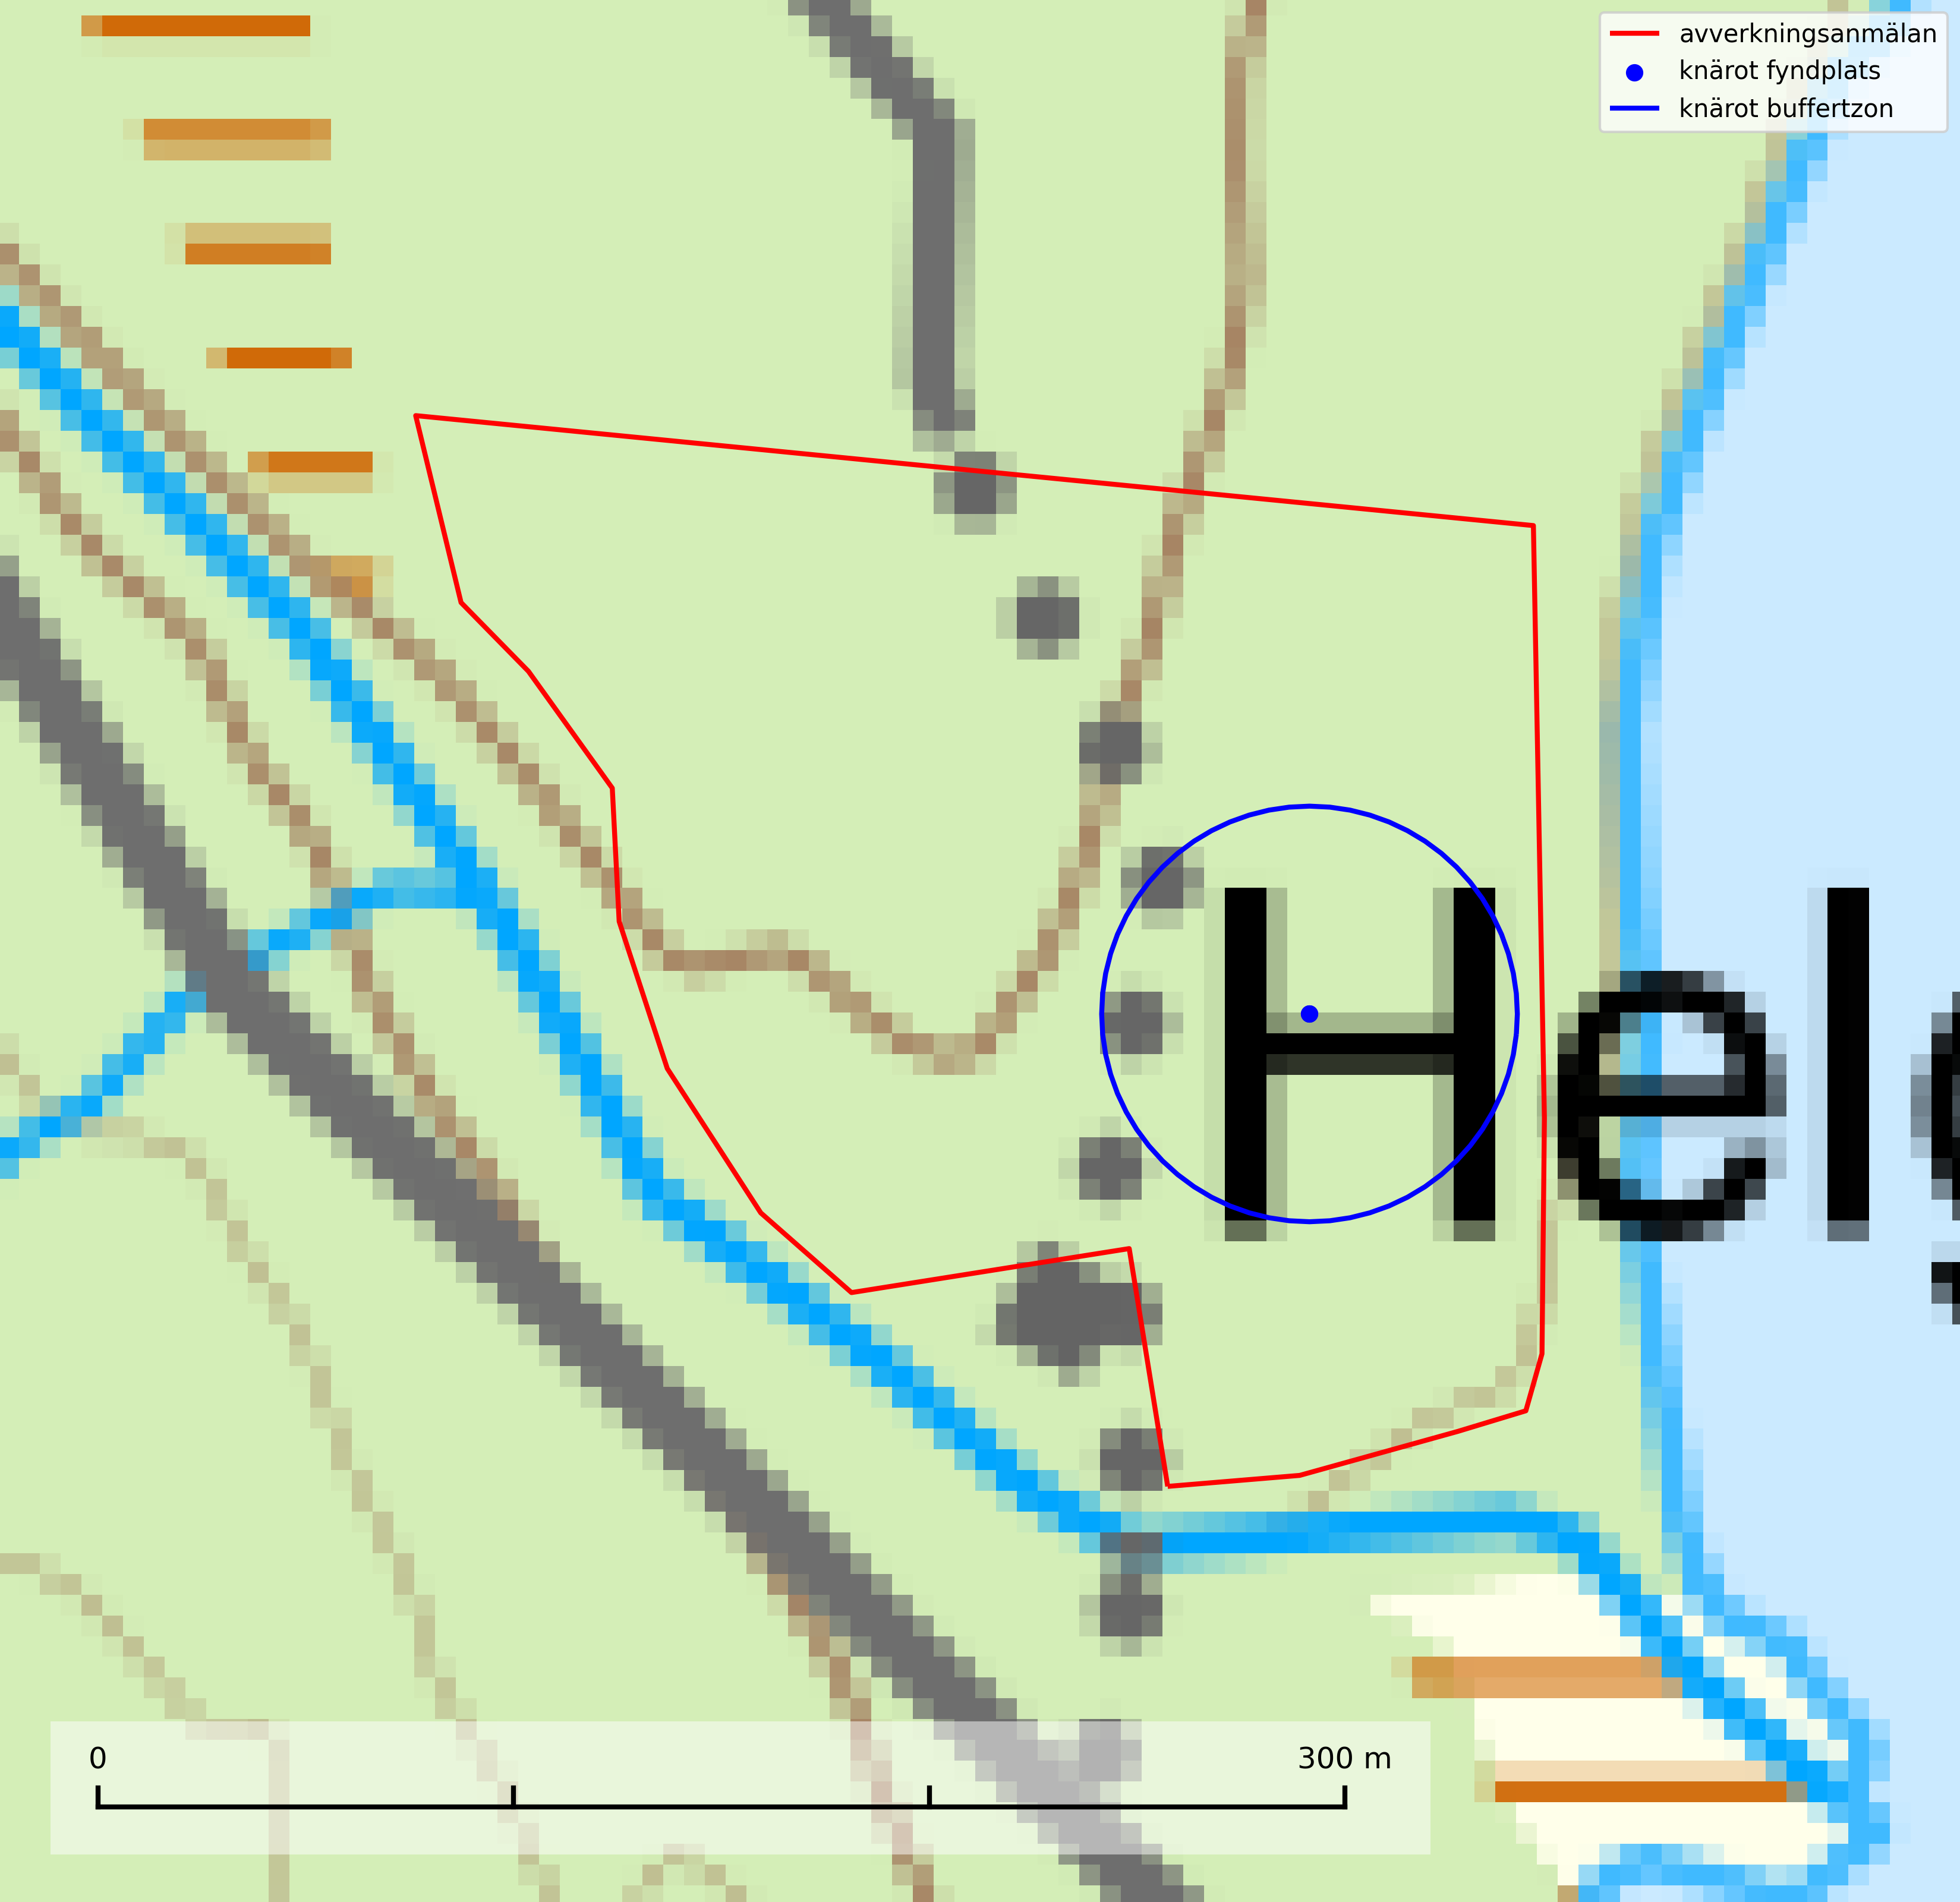 avverkningsanmälan
knärot fyndplats
knärot buffertzon
Hel
0 300 m